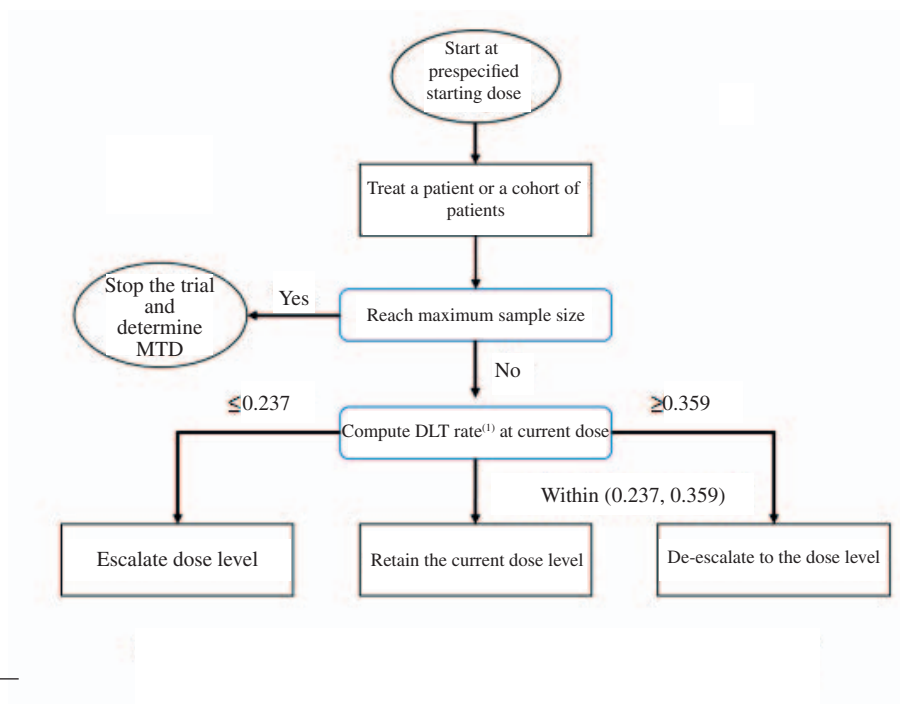 Start at
prespecified
starting dose
Treat a patient or a cohort of
patients
Stop the trial
and
determine
MTD
Yes
Reach maximum sample size
No
≤0.237
≥0.359
Compute DLT rate⁽¹⁾ at current dose
Within (0.237, 0.359)
Escalate dose level
Retain the current dose level
De-escalate to the dose level